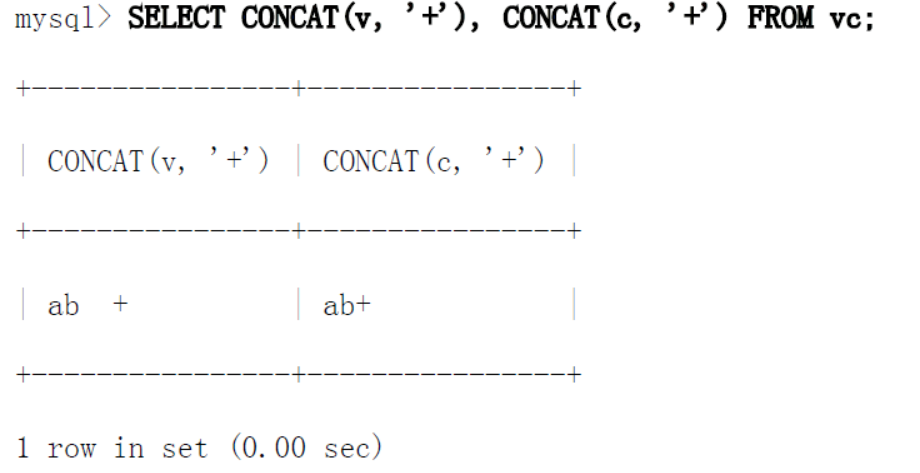 mysql> SELECT CONCAT(v, '+'), CONCAT(c, '+') FROM vc;
+----------------+----------------+
| CONCAT(v, '+') | CONCAT(c, '+') |
+----------------+----------------+
| ab  +          | ab+            |
+----------------+----------------+
1 row in set (0.00 sec)